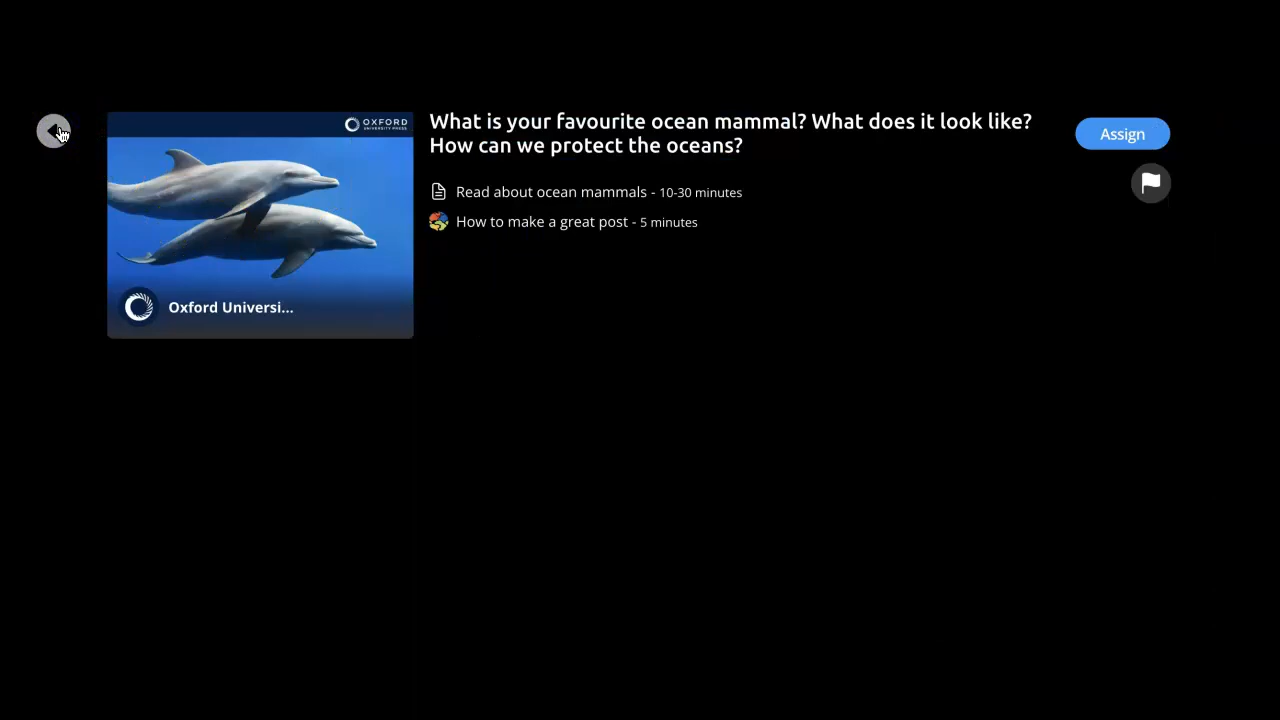 OXFORD
UNIVERSITY PRESS
Oxford Universi...
What is your favourite ocean mammal? What does it look like?
How can we protect the oceans?
Read about ocean mammals - 10-30 minutes
How to make a great post - 5 minutes
Assign